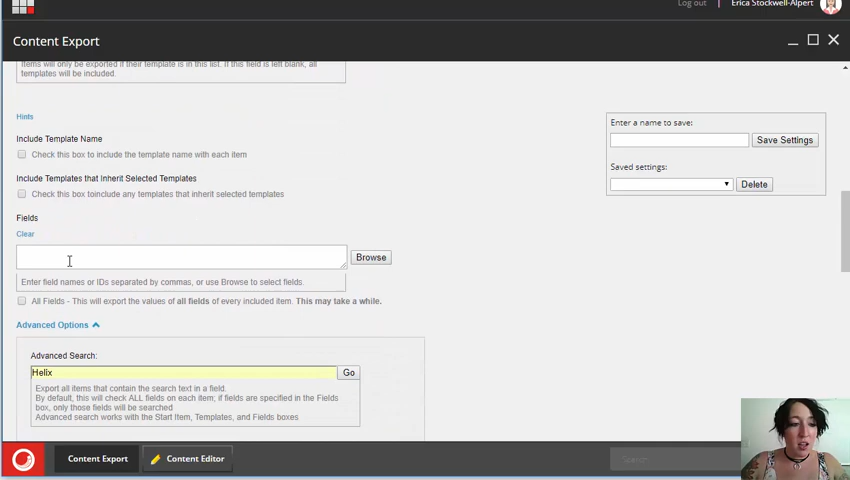 Log out
Erica Stockwell-Alpert
Content Export
Items will only be exported if their template is in this list. If this field is left blank, all
templates will be included.
Hints
Include Template Name
Check this box to include the template name with each item
Include Templates that Inherit Selected Templates
Check this box toinclude any templates that inherit selected templates
Fields
Clear
Browse
Enter field names or IDs separated by commas, or use Browse to select fields.
All Fields - This will export the values of all fields of every included item. This may take a while.
Advanced Options
Advanced Search:
Helix
Go
Export all items that contain the search text in a field.
By default, this will check ALL fields on each item; if fields are specified in the Fields
box, only those fields will be searched
Advanced search works with the Start Item, Templates, and Fields boxes
Enter a name to save:
Save Settings
Saved settings:
Delete
Content Export
Content Editor
Search